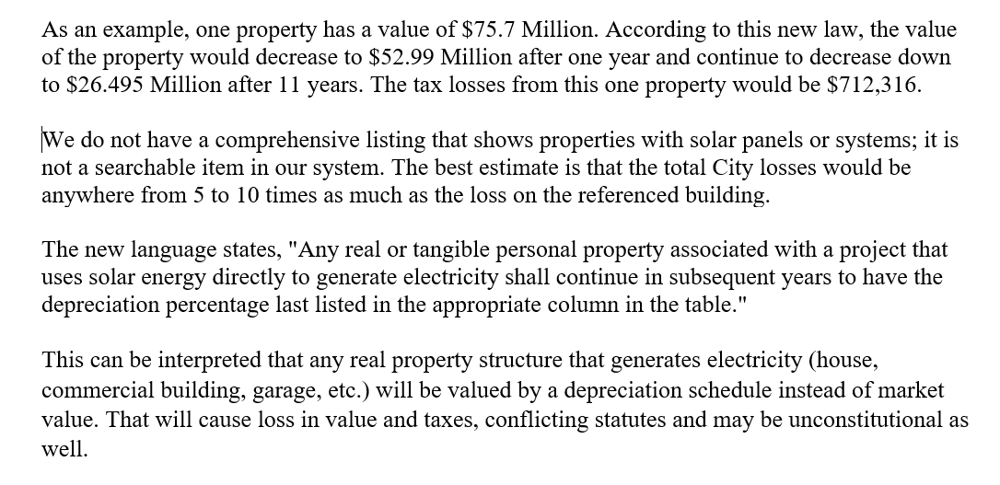 As an example, one property has a value of $75.7 Million. According to this new law, the value
of the property would decrease to $52.99 Million after one year and continue to decrease down
to $26.495 Million after 11 years. The tax losses from this one property would be $712,316.
We do not have a comprehensive listing that shows properties with solar panels or systems; it is
not a searchable item in our system. The best estimate is that the total City losses would be
anywhere from 5 to 10 times as much as the loss on the referenced building.
The new language states, "Any real or tangible personal property associated with a project that
uses solar energy directly to generate electricity shall continue in subsequent years to have the
depreciation percentage last listed in the appropriate column in the table."
This can be interpreted that any real property structure that generates electricity (house,
commercial building, garage, etc.) will be valued by a depreciation schedule instead of market
value. That will cause loss in value and taxes, conflicting statutes and may be unconstitutional as
well.